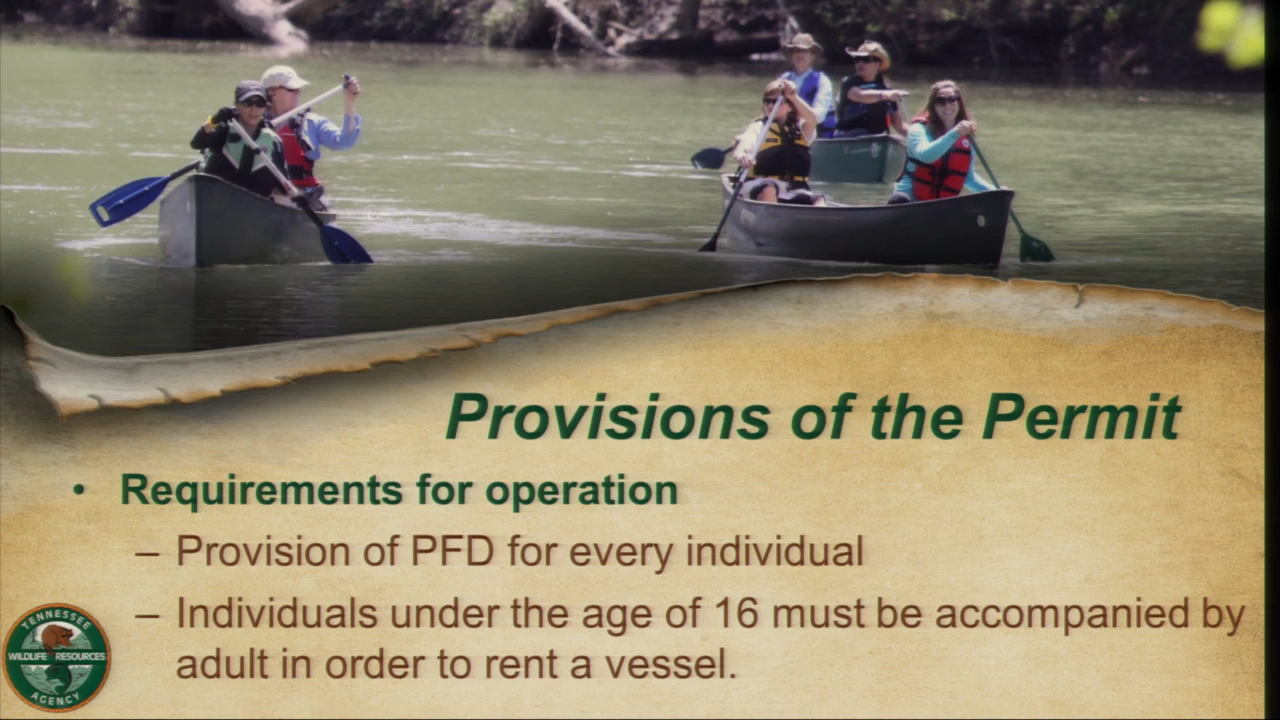 Provisions of the Permit
• Requirements for operation
– Provision of PFD for every individual
– Individuals under the age of 16 must be accompanied by
adult in order to rent a vessel.
TENNESSEE
WILDLIFE RESOURCES
AGENCY